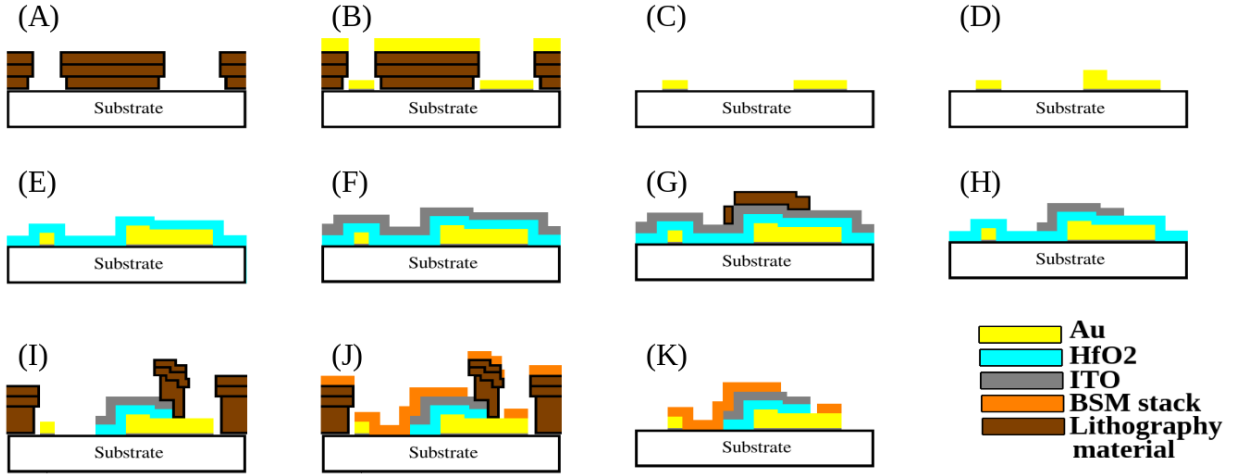 (A) (B) (C) (D)
Substrate Substrate Substrate Substrate
(E) (F) (G) (H)
Substrate Substrate Substrate Substrate
Au
HfO2
(I) (J) (K)
ITO
BSM stack
Lithography
material
Substrate Substrate Substrate